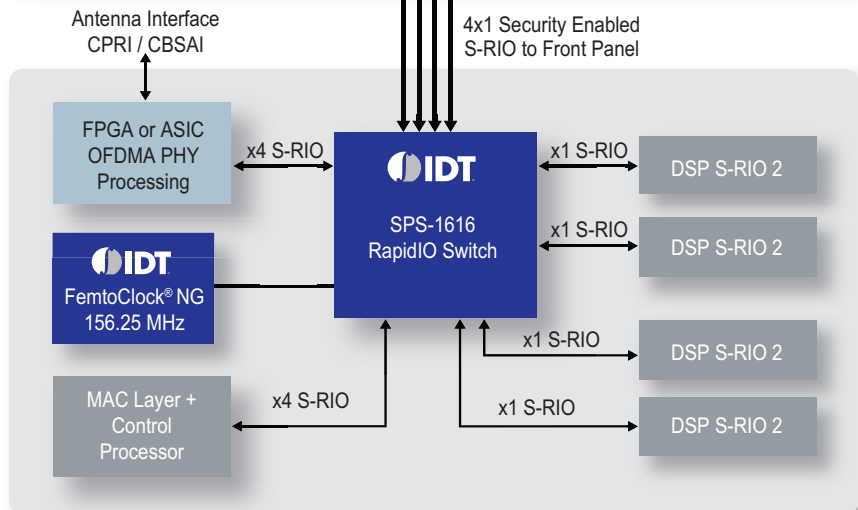 Antenna Interface
CPRI / CBSAI
4x1 Security Enabled
S-RIO to Front Panel
FPGA or ASIC
OFDMA PHY
Processing
x4 S-RIO
IDT
SPS-1616
RapidIO Switch
x1 S-RIO
DSP S-RIO 2
x1 S-RIO
DSP S-RIO 2
IDT
FemtoClock® NG
156.25 MHz
x1 S-RIO
DSP S-RIO 2
MAC Layer +
Control
Processor
x4 S-RIO
x1 S-RIO
DSP S-RIO 2